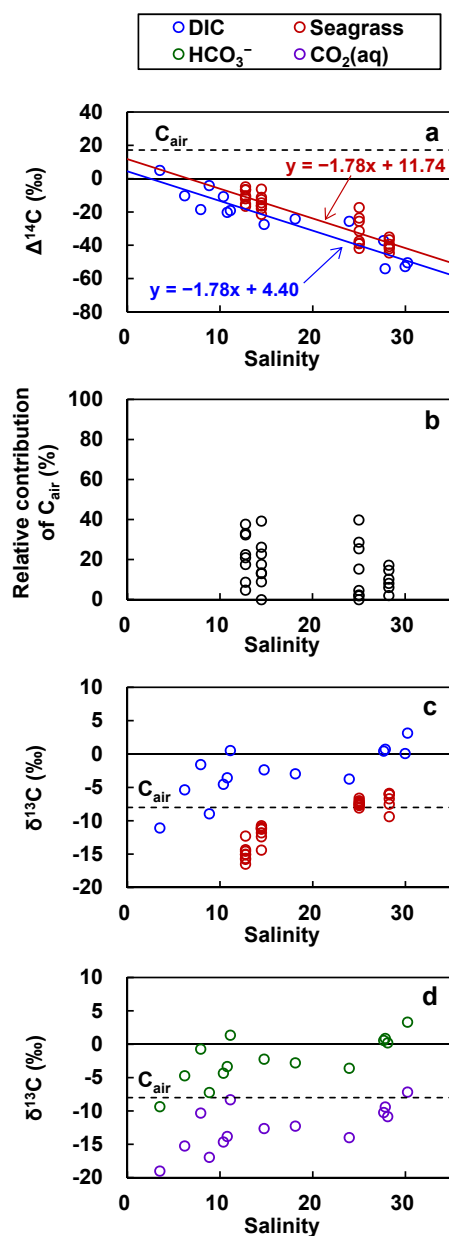 DIC Seagrass
HCO₃⁻ CO₂(aq)
40
20
0
-20
-40
-60
-80
Δ¹⁴C (‰)
C_air
a
y = −1.78x + 11.74
y = −1.78x + 4.40
0 10 20 30
Salinity
100
80
60
40
20
0
Relative contribution
of C_air (%)
b
0 10 20 30
Salinity
10
5
0
-5
-10
-15
-20
δ¹³C (‰)
c
C_air
0 10 20 30
Salinity
10
5
0
-5
-10
-15
-20
δ¹³C (‰)
d
C_air
0 10 20 30
Salinity